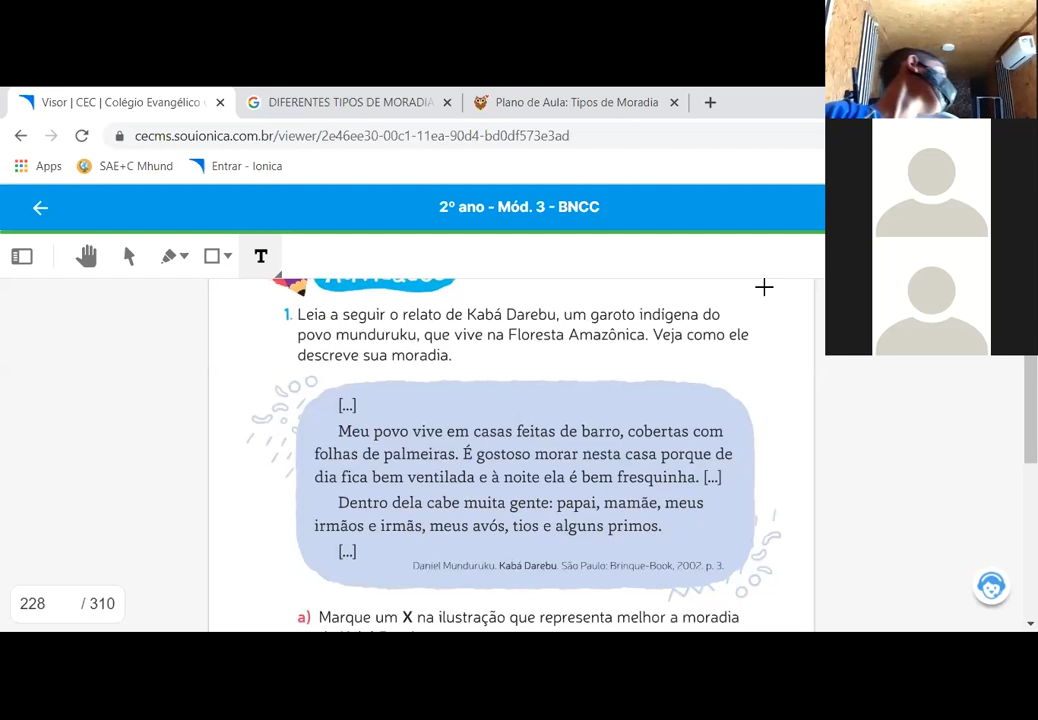 Visor | CEC | Colégio Evangélico
DIFERENTES TIPOS DE MORADIA
Plano de Aula: Tipos de Moradia
cecms.souionica.com.br/viewer/2e46ee30-00c1-11ea-90d4-bd0df573e3ad
Apps
SAE+C Mhund
Entrar - Ionica
2º ano - Mód. 3 - BNCC
T
1. Leia a seguir o relato de Kabá Darebu, um garoto indígena do
povo munduruku, que vive na Floresta Amazônica. Veja como ele
descreve sua moradia.
[...]
Meu povo vive em casas feitas de barro, cobertas com
folhas de palmeiras. É gostoso morar nesta casa porque de
dia fica bem ventilada e à noite ela é bem fresquinha. [...]
Dentro dela cabe muita gente: papai, mamãe, meus
irmãos e irmãs, meus avós, tios e alguns primos.
[...]
Daniel Munduruku. Kabá Darebu. São Paulo: Brinque-Book, 2002. p. 3.
228 / 310
a) Marque um X na ilustração que representa melhor a moradia